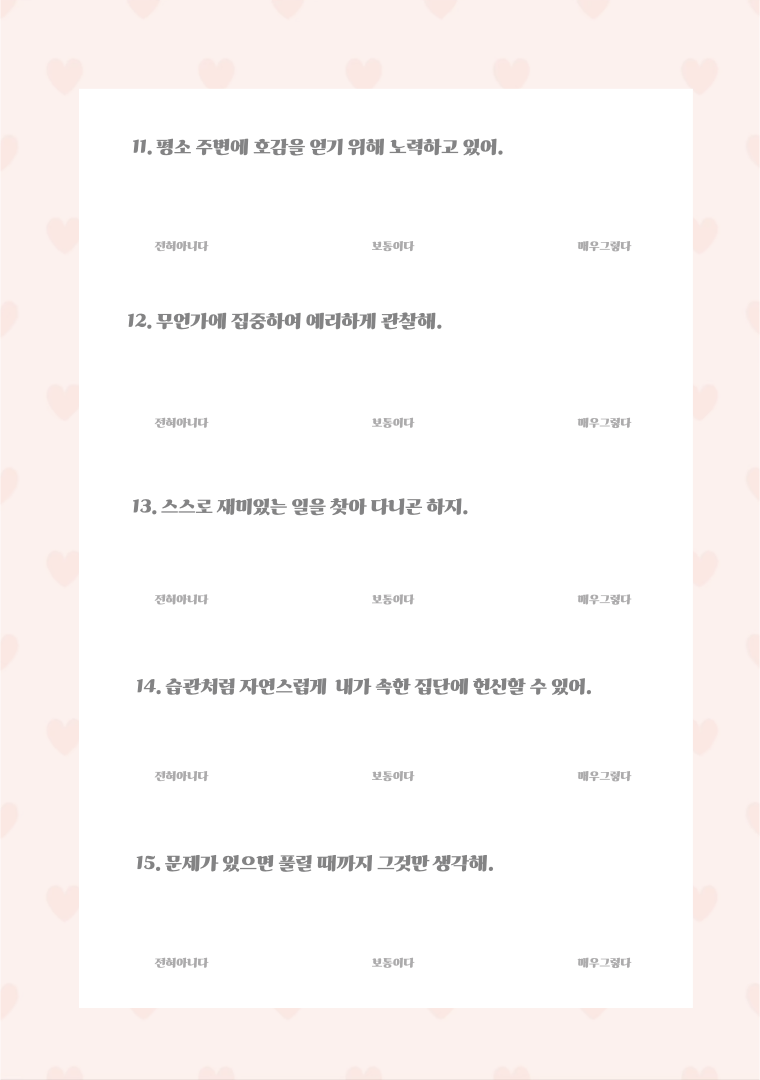 11. 평소 주변에 호감을 얻기 위해 노력하고 있어.
전혀아니다 보통이다 매우그렇다
12. 무언가에 집중하여 예리하게 관찰해.
전혀아니다 보통이다 매우그렇다
13. 스스로 재미있는 일을 찾아 다니곤 하지.
전혀아니다 보통이다 매우그렇다
14. 습관처럼 자연스럽게 내가 속한 집단에 헌신할 수 있어.
전혀아니다 보통이다 매우그렇다
15. 문제가 있으면 풀릴 때까지 그것만 생각해.
전혀아니다 보통이다 매우그렇다